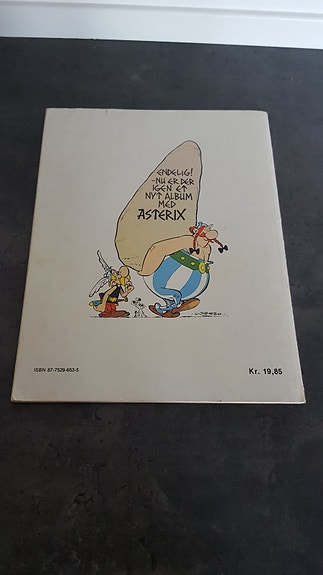 ENDELIG!
-NU ER DER
IGEN ET
NYT ALBUM
MED
ASTERIX
ISBN 87-7529-653-5
Kr. 19,85